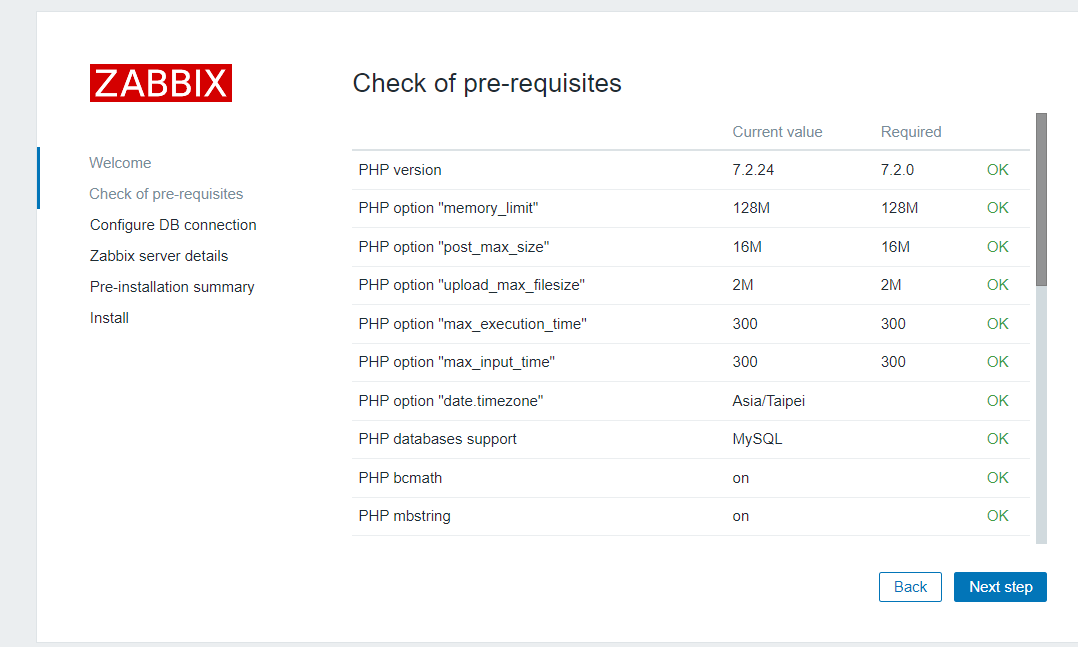 ZABBIX
Welcome
Check of pre-requisites
Configure DB connection
Zabbix server details
Pre-installation summary
Install
Check of pre-requisites
Current value Required
PHP version 7.2.24 7.2.0 OK
PHP option "memory_limit" 128M 128M OK
PHP option "post_max_size" 16M 16M OK
PHP option "upload_max_filesize" 2M 2M OK
PHP option "max_execution_time" 300 300 OK
PHP option "max_input_time" 300 300 OK
PHP option "date.timezone" Asia/Taipei OK
PHP databases support MySQL OK
PHP bcmath on OK
PHP mbstring on OK
Back Next step